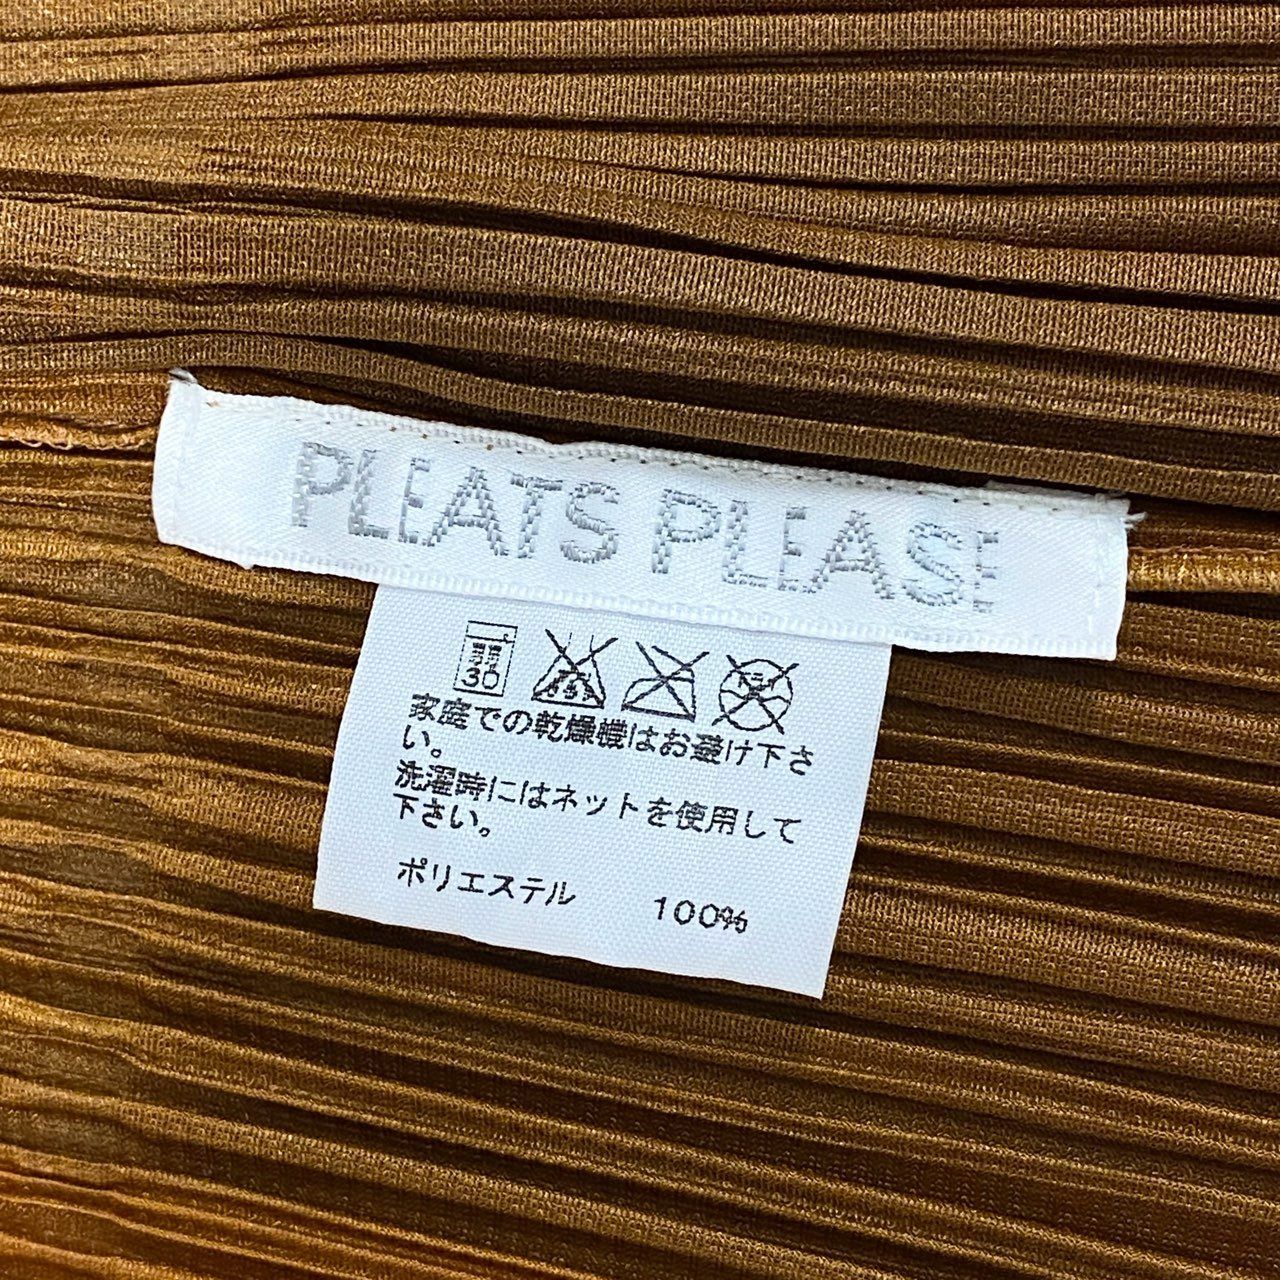 PLEATS PLEASE
30
家庭での乾燥機はお避け下さ
い。
洗濯時にはネットを使用して
下さい。
ポリエステル 100%